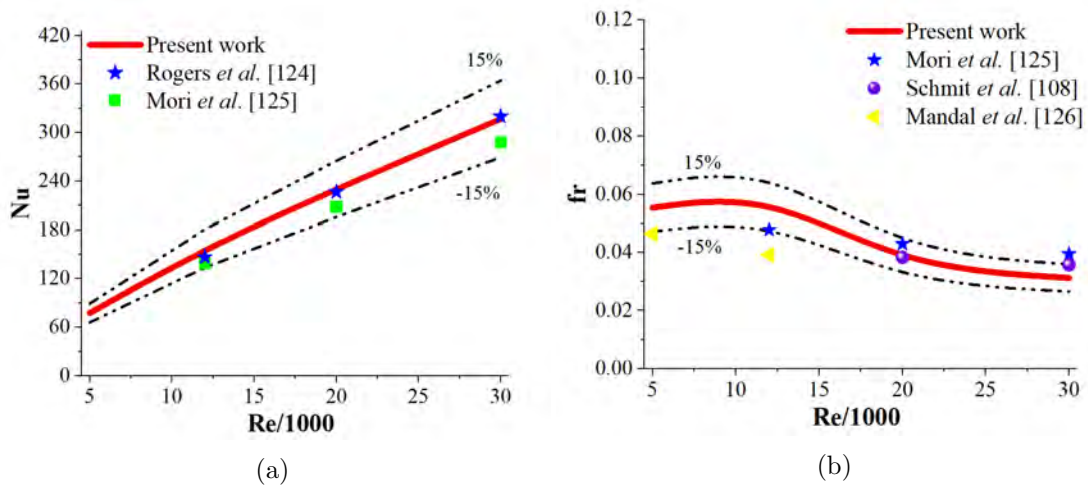 420
360
300
240
180
120
60
0
Nu
Present work
Rogers et al. [124]
Mori et al. [125]
15%
-15%
5 10 15 20 25 30
Re/1000
(a)
0.12
0.10
0.08
0.06
0.04
0.02
0.00
fr
Present work
Mori et al. [125]
Schmit et al. [108]
Mandal et al. [126]
15%
-15%
5 10 15 20 25 30
Re/1000
(b)